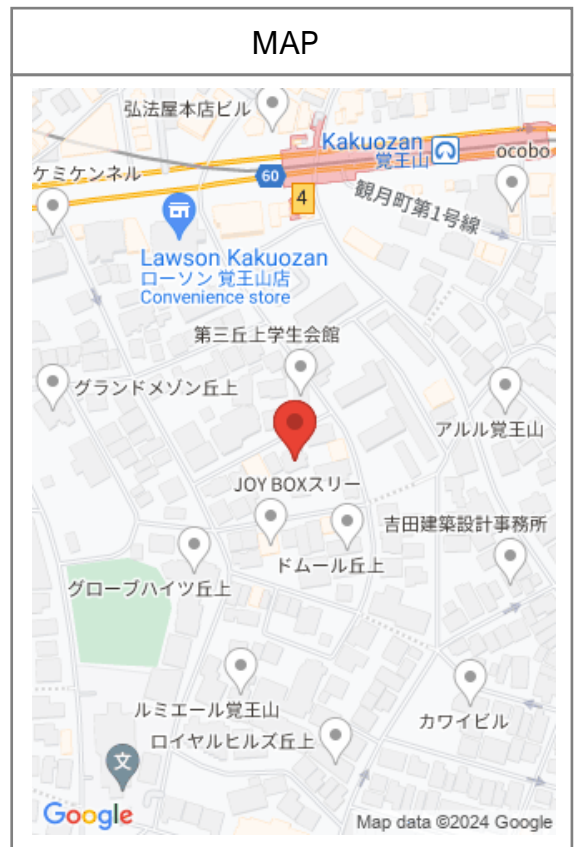 MAP
弘法屋本店ビル
Kakuozan
覚王山
ocobo
ケミケンネル
60
4
観月町第1号線
Lawson Kakuozan
ローソン 覚王山店
Convenience store
第三丘上学生会館
グランドメゾン丘上
アルル覚王山
JOY BOXスリー
吉田建築設計事務所
ドムール丘上
グローブハイツ丘上
ルミエール覚王山
カワイビル
ロイヤルヒルズ丘上
文
Google
Map data ©2024 Google